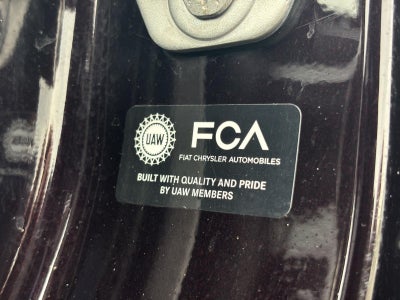 UAW
FCA
FIAT CHRYSLER AUTOMOBILES
BUILT WITH QUALITY AND PRIDE
BY UAW MEMBERS